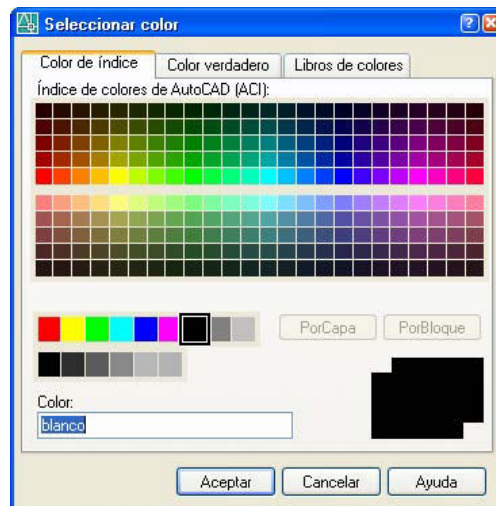 Seleccionar color
Color de índice
Color verdadero
Libros de colores
Índice de colores de AutoCAD (ACI):
PorCapa
PorBloque
Color:
blanco
Aceptar
Cancelar
Ayuda